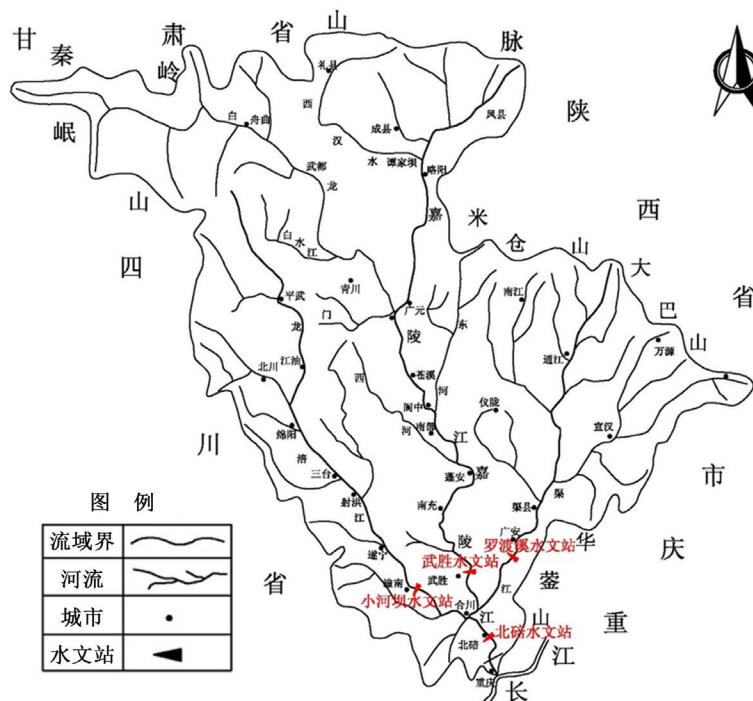 甘
肃
省
山
脉
秦
岭
岷
山
陕
西
省
礼县
凤县
白
舟曲
西
汉
水
成县
谭家坝
略阳
武都
龙
嘉
米
仓
山
大
巴
山
四
川
省
白
水
江
青川
南江
平武
门
广元
陵
东
河
通江
万源
龙
江油
北川
西
河
苍溪
阆中
南部
江
仪陇
宣汉
市
绵阳
涪
三台
蓬安
嘉
渠县
渠
射洪
江
南充
陵
广安
华
蓥
山
庆
重
罗渡溪水文站
遂宁
武胜水文站
潼南
武胜
小河坝水文站
合川
江
江
北碚
北碚水文站
重庆
长
江
图 例
流域界
河流
城市
水文站